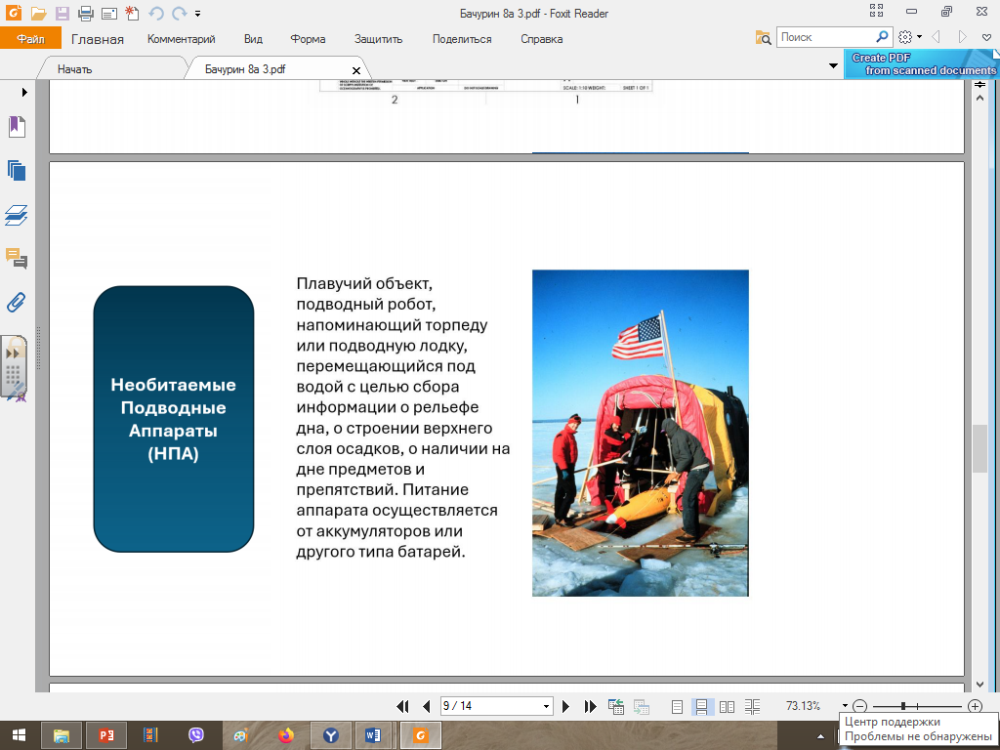 Бачурин 8а 3.pdf - Foxit Reader
Файл Главная Комментарий Вид Форма Защитить Поделиться Справка
Поиск
Начать
Бачурин 8а 3.pdf
Create PDF
from scanned documents
APPLICATION
SCALE: 1:10 WEIGHT:
SHEET 1 OF 1
2
1
Необитаемые
Подводные
Аппараты
(НПА)
Плавучий объект,
подводный робот,
напоминающий торпеду
или подводную лодку,
перемещающийся под
водой с целью сбора
информации о рельефе
дна, о строении верхнего
слоя осадков, о наличии на
дне предметов и
препятствий. Питание
аппарата осуществляется
от аккумуляторов или
другого типа батарей.
9 / 14
73.13%
Центр поддержки
Проблемы не обнаружены